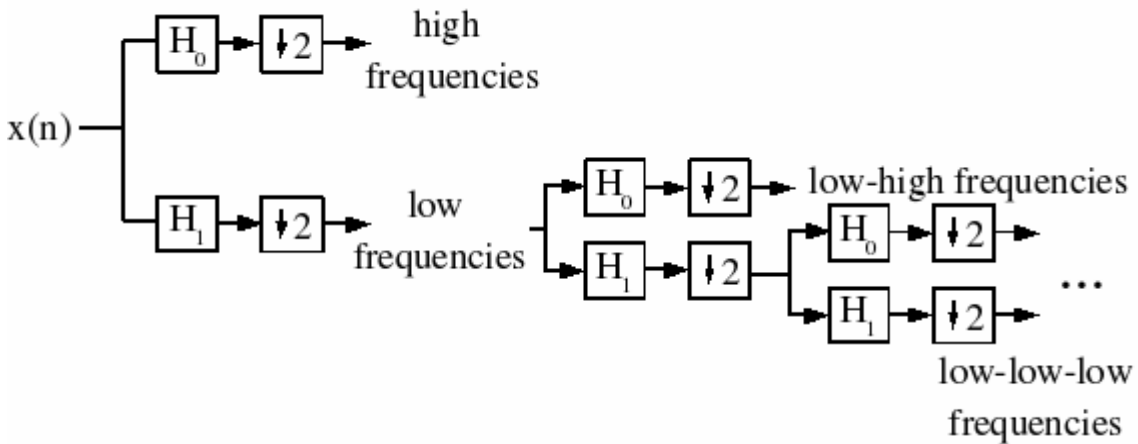 H₀ ↓2 high
frequencies
x(n)
H₁ ↓2 low
frequencies
H₀ ↓2 low-high frequencies
H₁ ↓2
H₀ ↓2
...
H₁ ↓2
low-low-low
frequencies